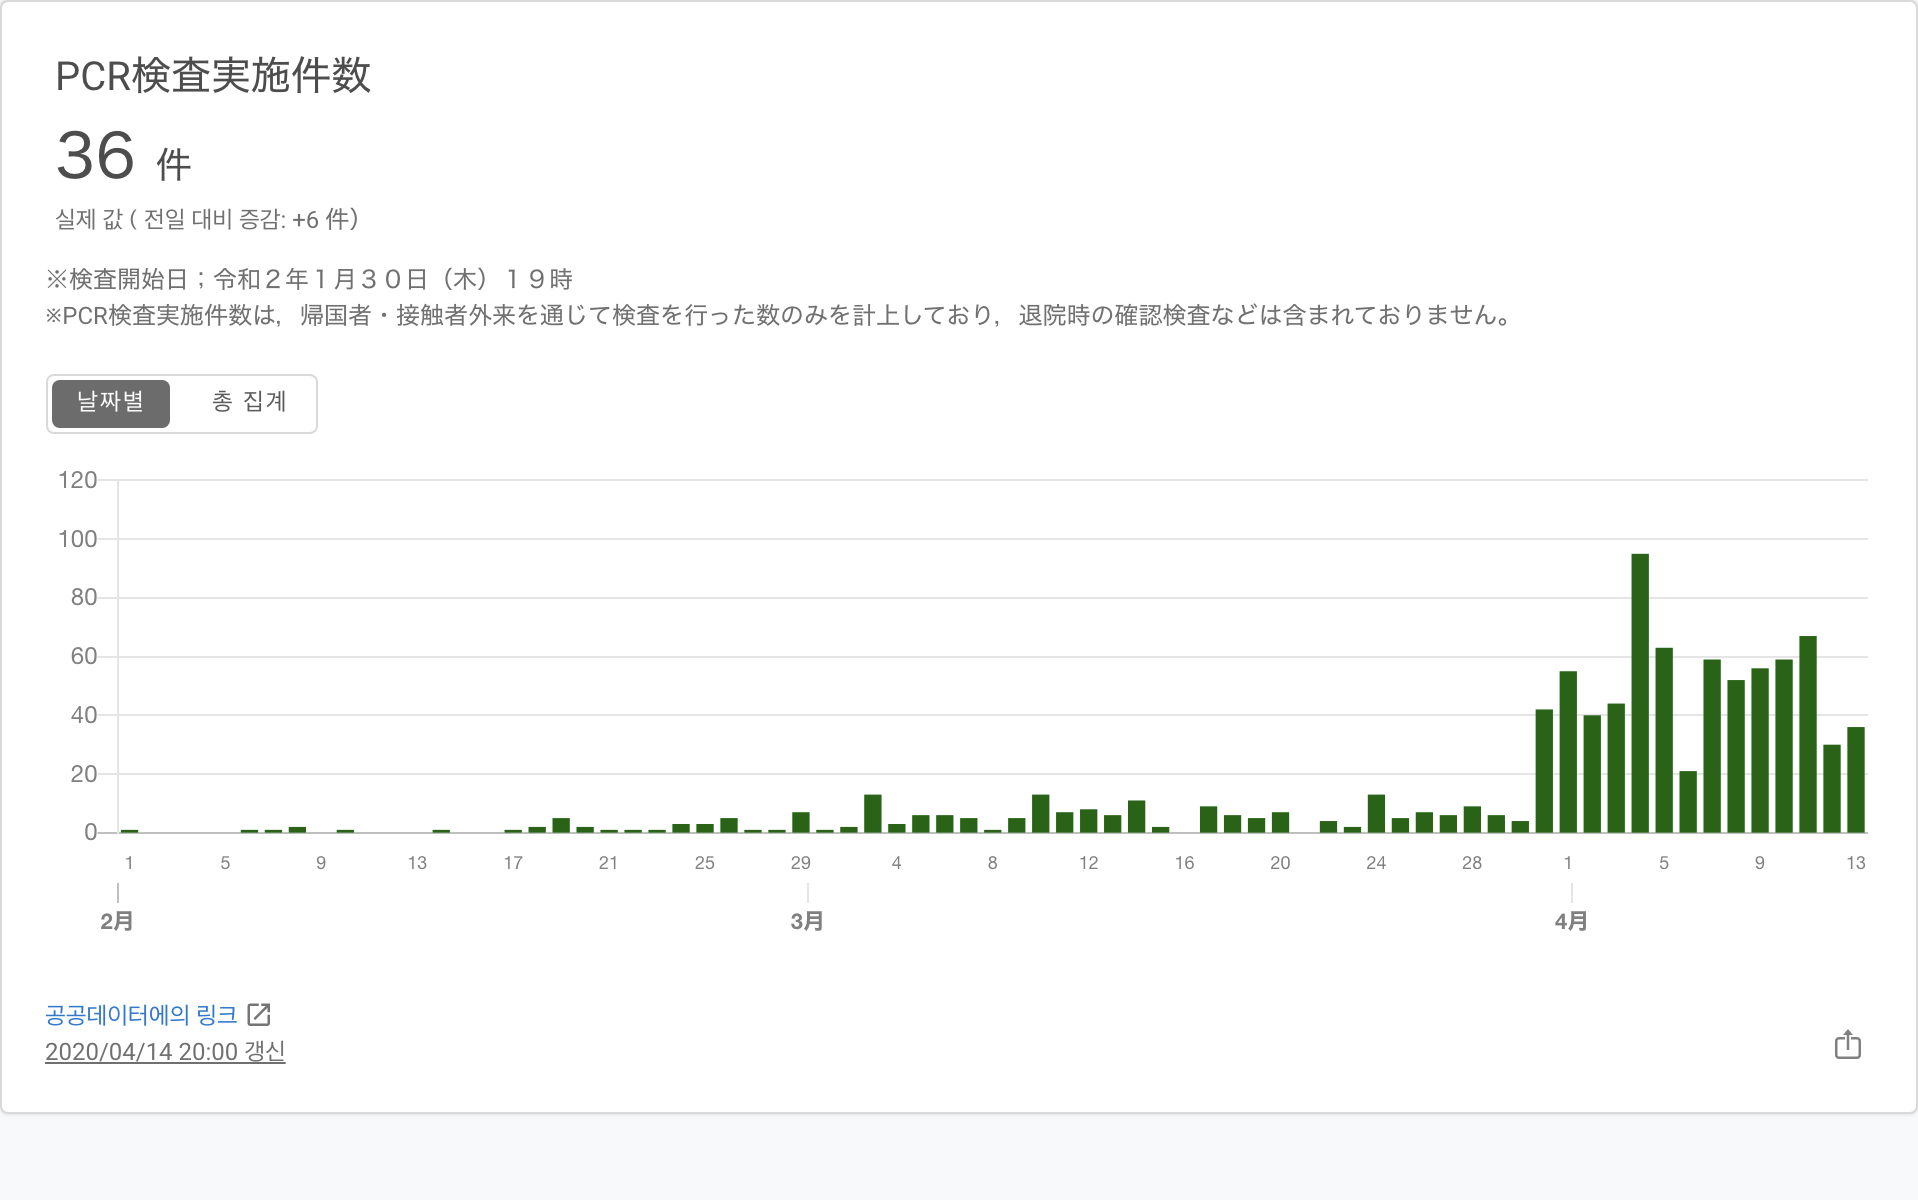 PCR検査実施件数
36 件
실제 값 ( 전일 대비 증감: +6 件）
※検査開始日；令和２年１月３０日（木）１９時
※PCR検査実施件数は，帰国者・接触者外来を通じて検査を行った数のみを計上しており，退院時の確認検査などは含まれておりません。
날짜별 총 집계
120
100
80
60
40
20
0
1 5 9 13 17 21 25 29 4 8 12 16 20 24 28 1 5 9 13
2月 3月 4月
공공데이터에의 링크
2020/04/14 20:00 갱신